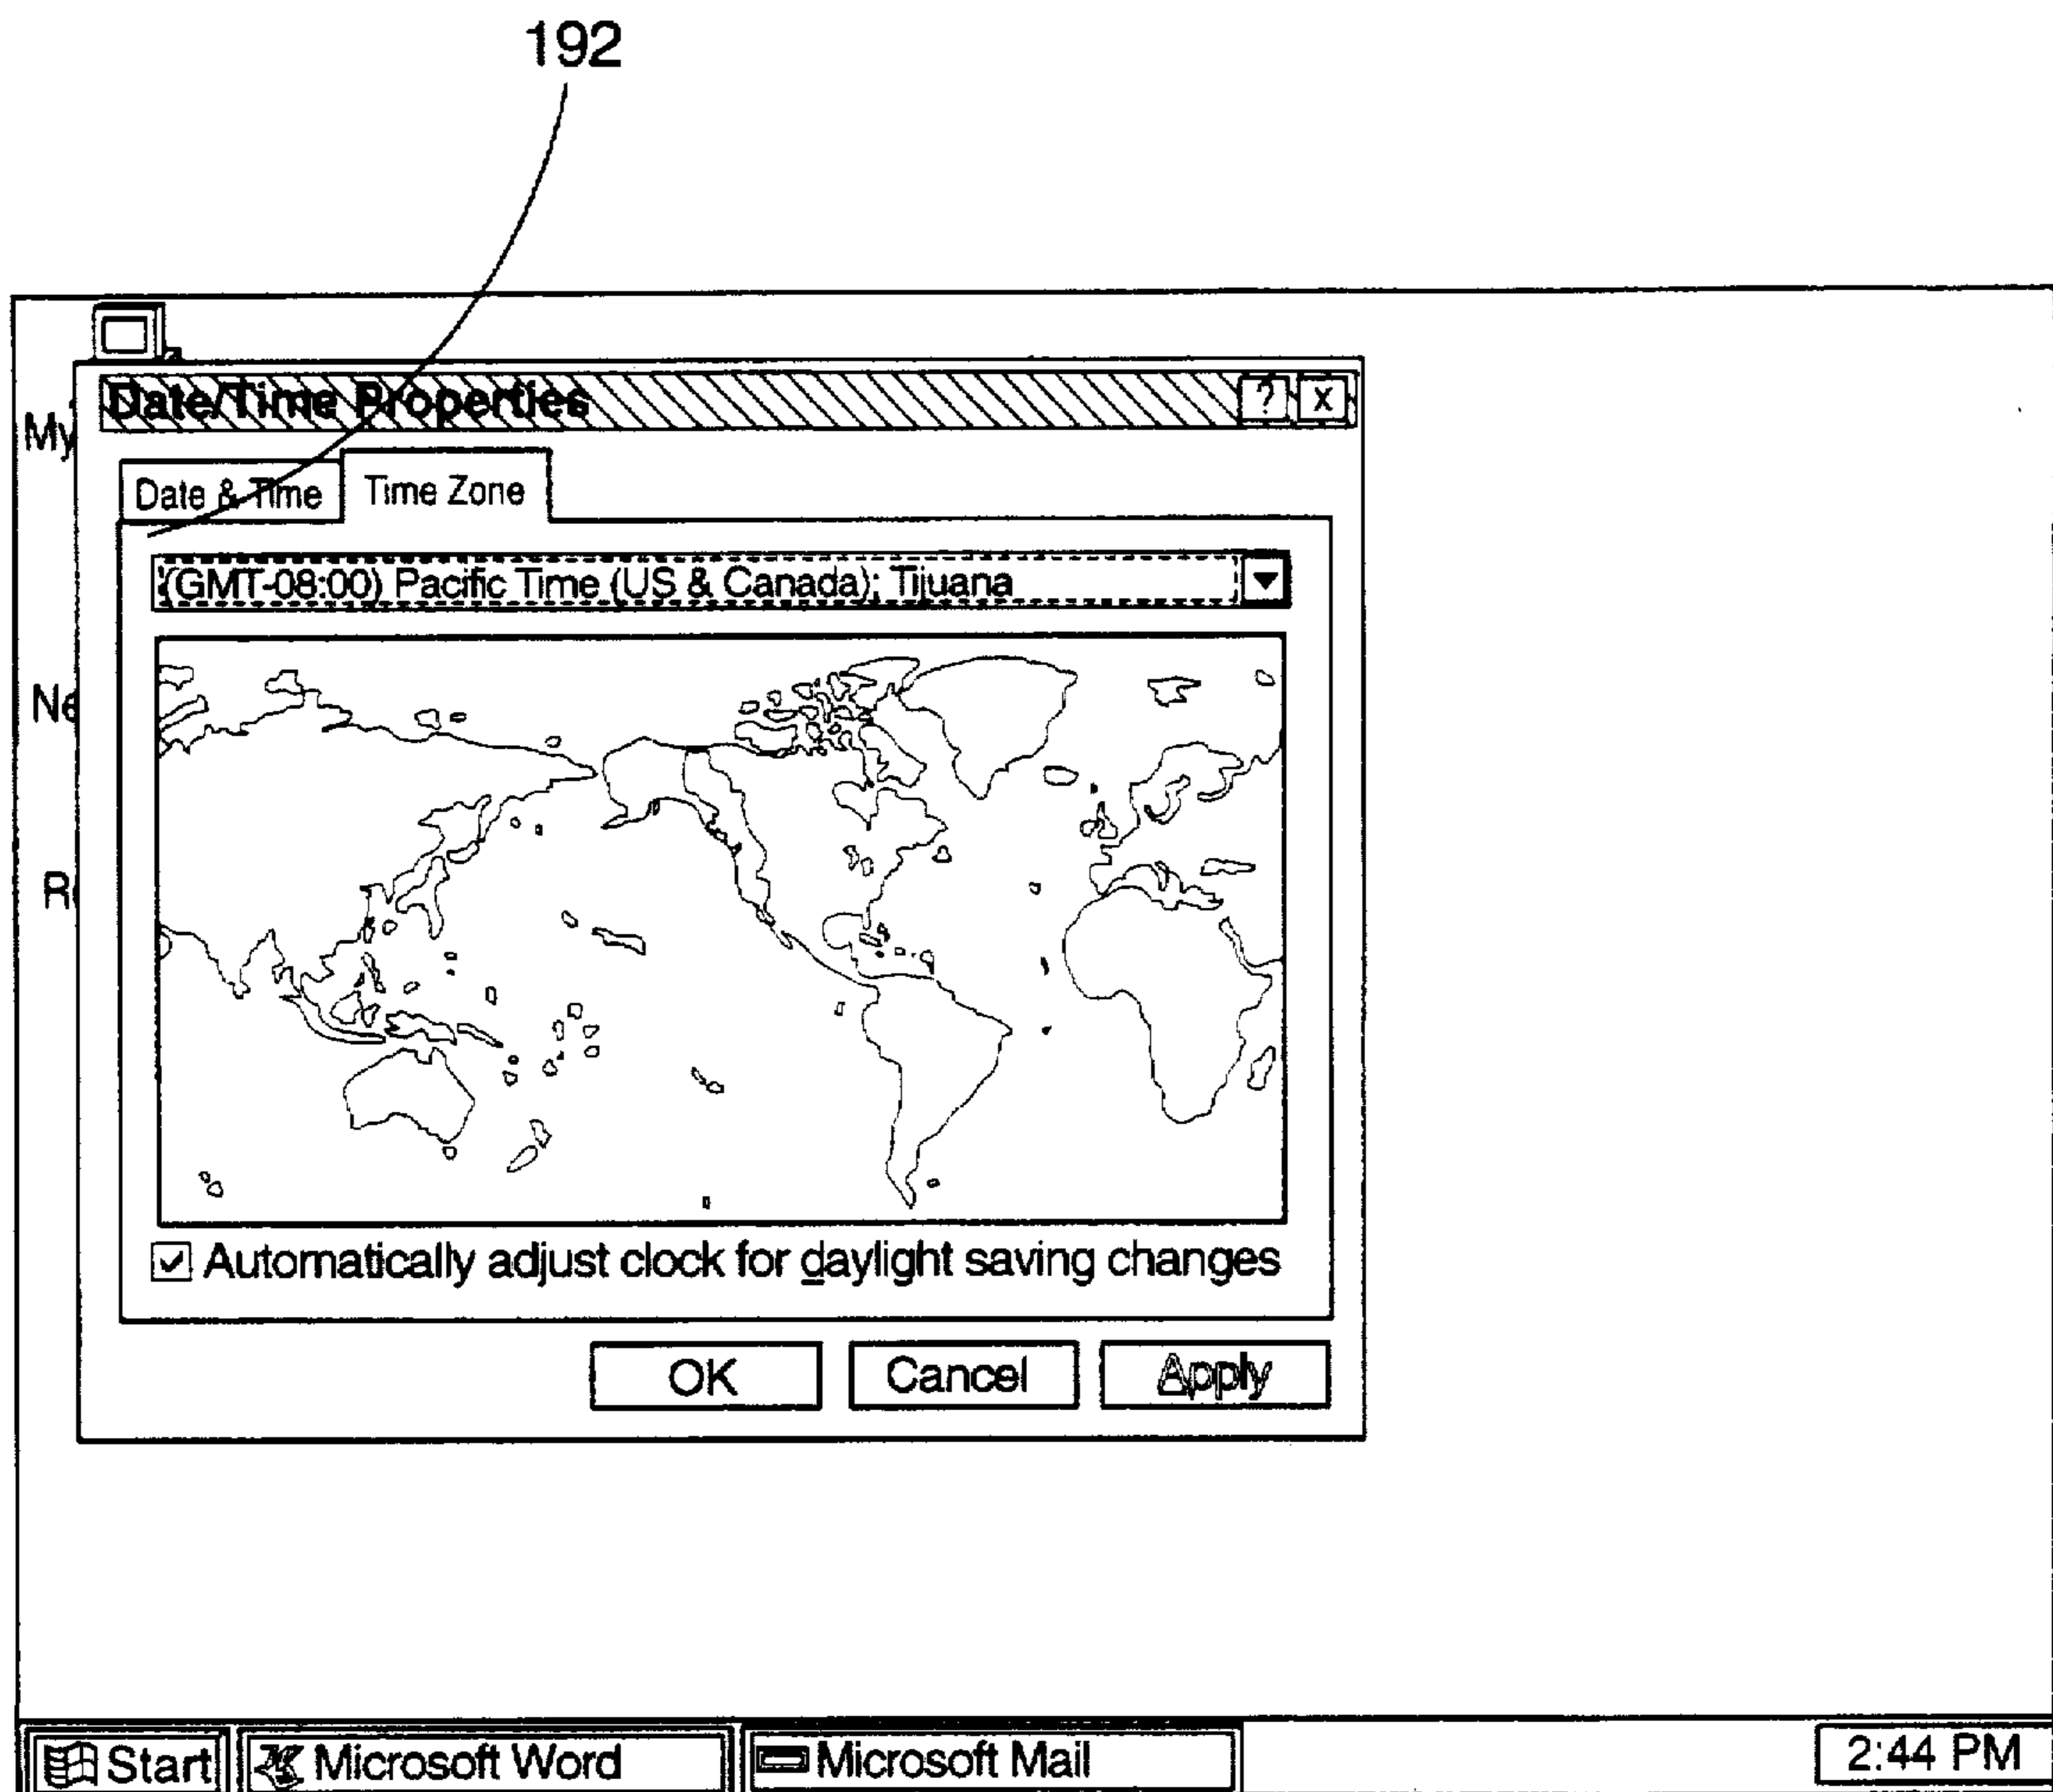 192
Date/Time Properties ? X
My
Date & Time Time Zone
(GMT-08:00) Pacific Time (US & Canada); Tijuana
Ne
R
Automatically adjust clock for daylight saving changes
OK Cancel Apply
Start Microsoft Word Microsoft Mail 2:44 PM